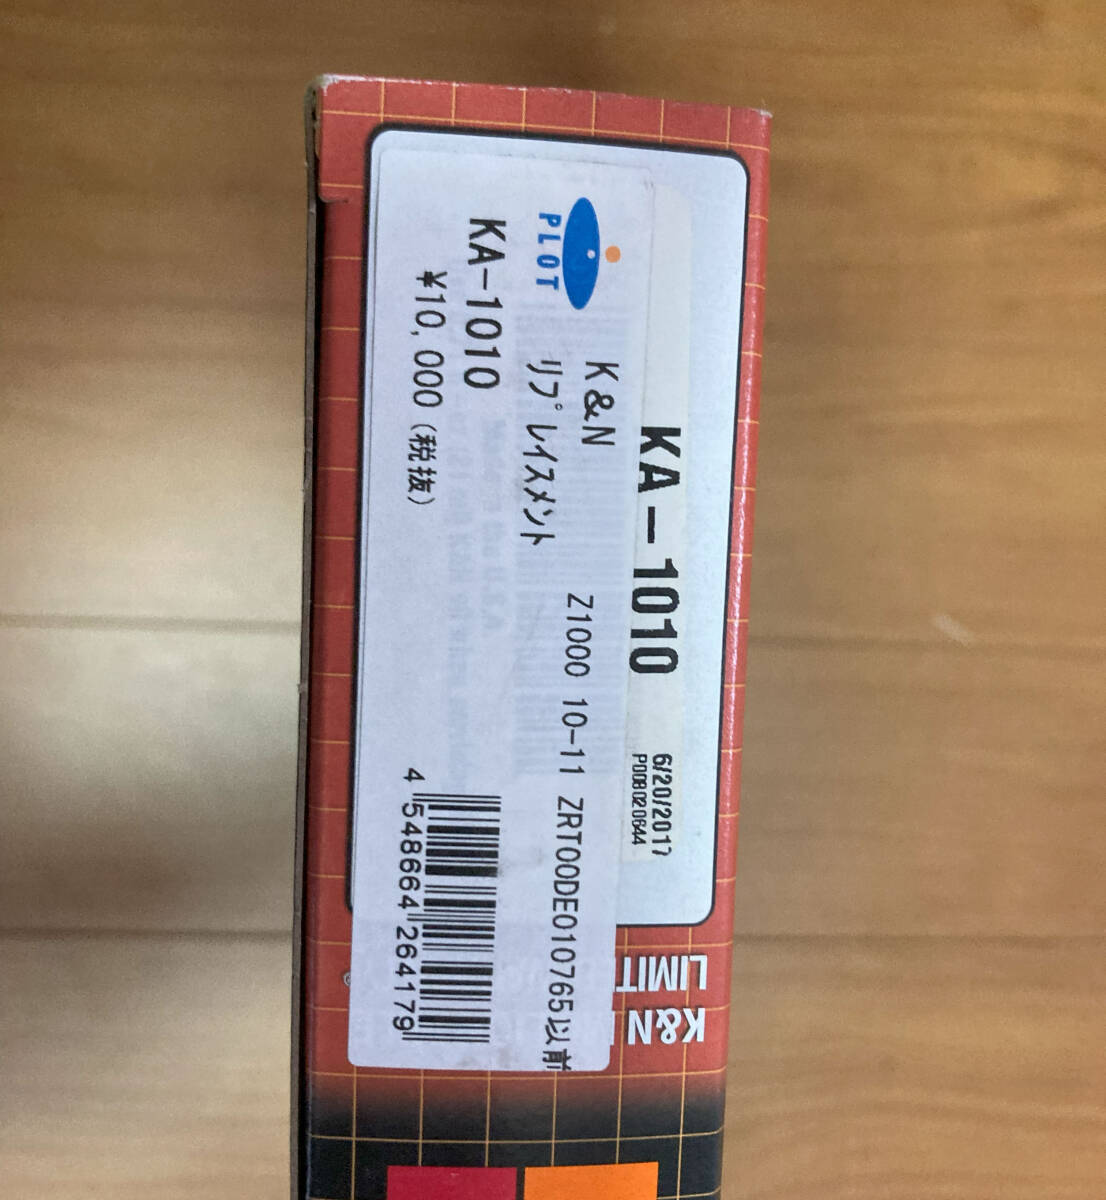 PLOT
K&N
リプレイスメント
KA-1010
¥10,000(税抜)
Z1000 10-11 ZRT00DE010765以前
4 548664 264179
KA-1010
6/20/2017
P008020644
K&N
LIMIT